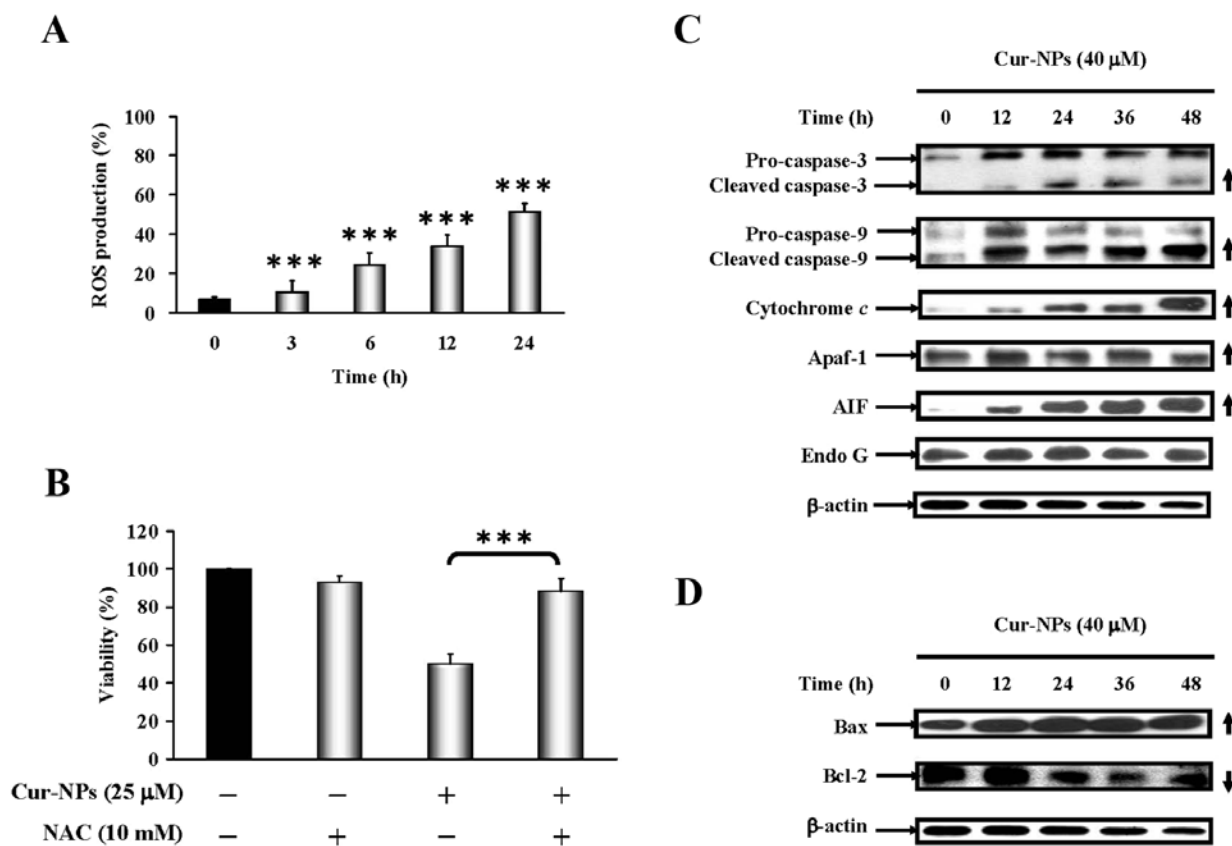 A
ROS production (%)
100
80
60
40
20
0
***
***
***
***
0 3 6 12 24
Time (h)
B
Viability (%)
120
100
80
60
40
20
0
***
Cur-NPs (25 μM) − − + +
NAC (10 mM) − + − +
C
Cur-NPs (40 μM)
Time (h) 0 12 24 36 48
Pro-caspase-3
Cleaved caspase-3
Pro-caspase-9
Cleaved caspase-9
Cytochrome c
Apaf-1
AIF
Endo G
β-actin
D
Cur-NPs (40 μM)
Time (h) 0 12 24 36 48
Bax
Bcl-2
β-actin